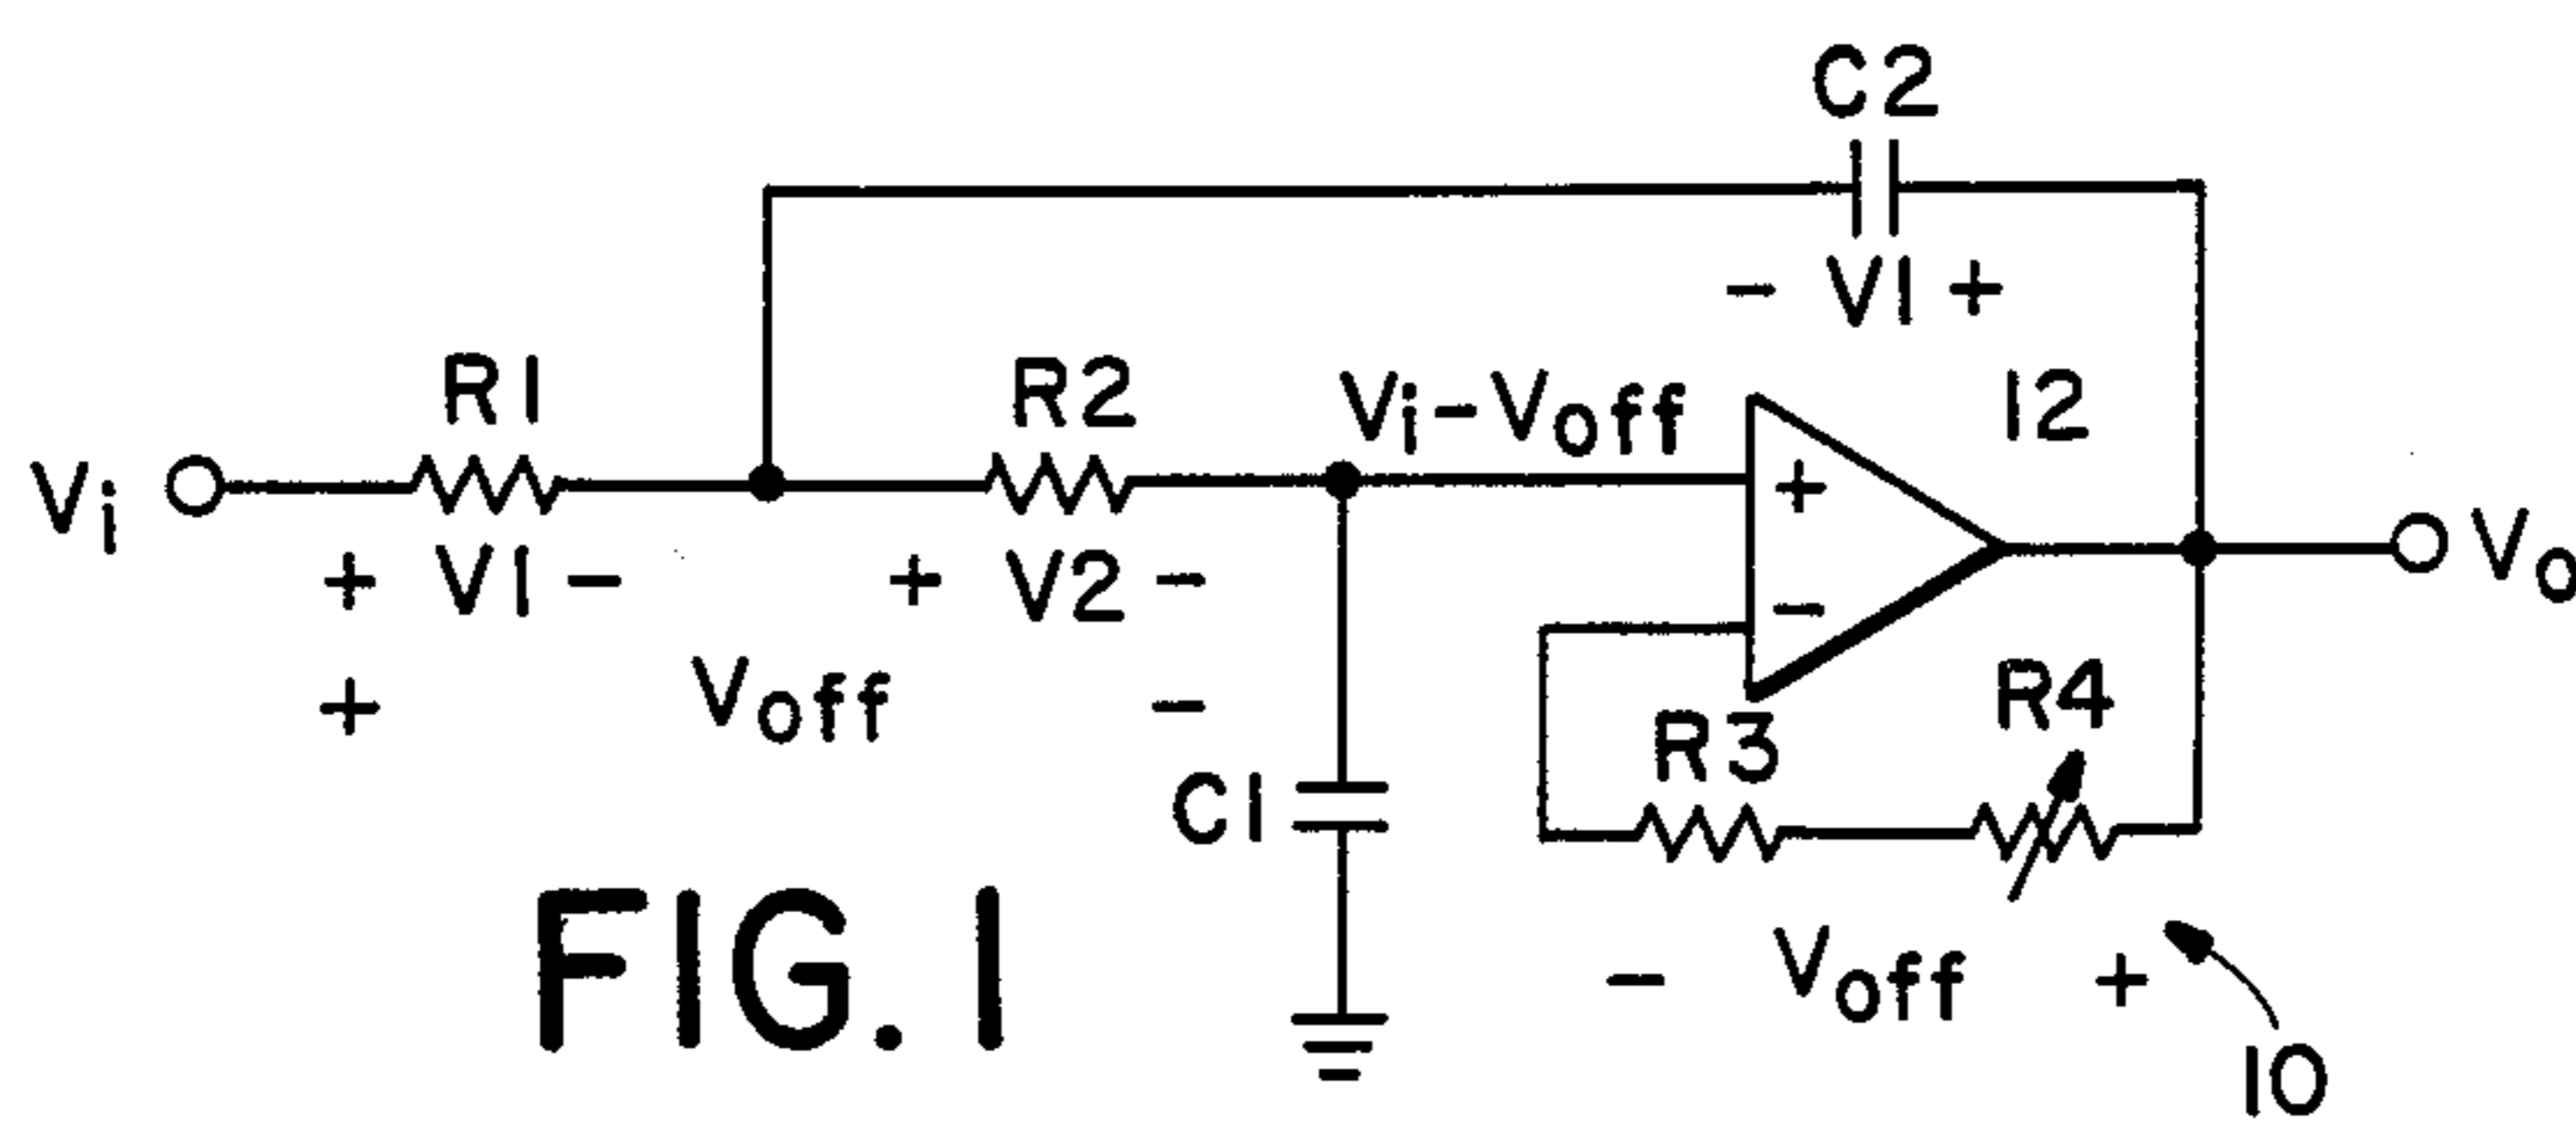 C2
- V1 +
R1
R2
Vi-Voff
12
Vi
+
-
Vo
+ V1 -
+ V2 -
+ Voff -
R3
R4
C1
- Voff +
10
FIG. 1